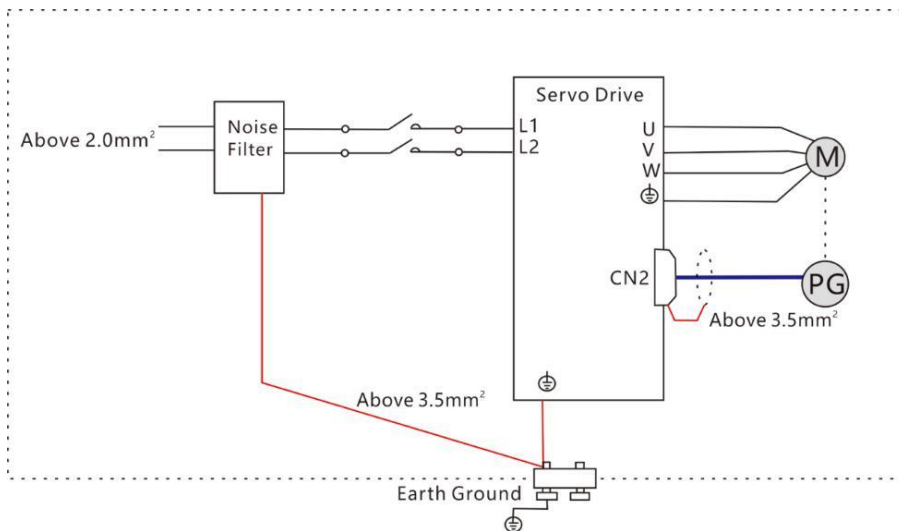 Servo Drive
Above 2.0mm²
Noise
Filter
L1
L2
U
V
W
M
CN2
PG
Above 3.5mm²
Above 3.5mm²
Earth Ground